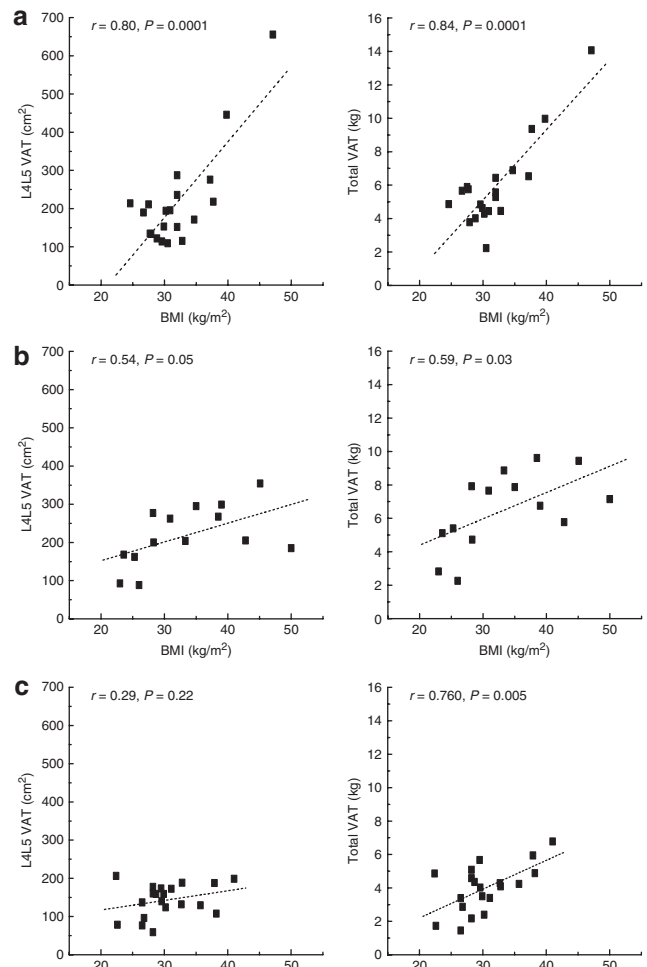 a
r = 0.80, P = 0.0001
700
600
500
400
300
200
100
0
L4L5 VAT (cm²)
20 30 40 50
BMI (kg/m²)
r = 0.84, P = 0.0001
16
14
12
10
8
6
4
2
0
Total VAT (kg)
20 30 40 50
BMI (kg/m²)
b
r = 0.54, P = 0.05
700
600
500
400
300
200
100
0
L4L5 VAT (cm²)
20 30 40 50
BMI (kg/m²)
r = 0.59, P = 0.03
16
14
12
10
8
6
4
2
0
Total VAT (kg)
20 30 40 50
BMI (kg/m²)
c
r = 0.29, P = 0.22
700
600
500
400
300
200
100
0
L4L5 VAT (cm²)
20 30 40 50
r = 0.760, P = 0.005
16
14
12
10
8
6
4
2
0
Total VAT (kg)
20 30 40 50